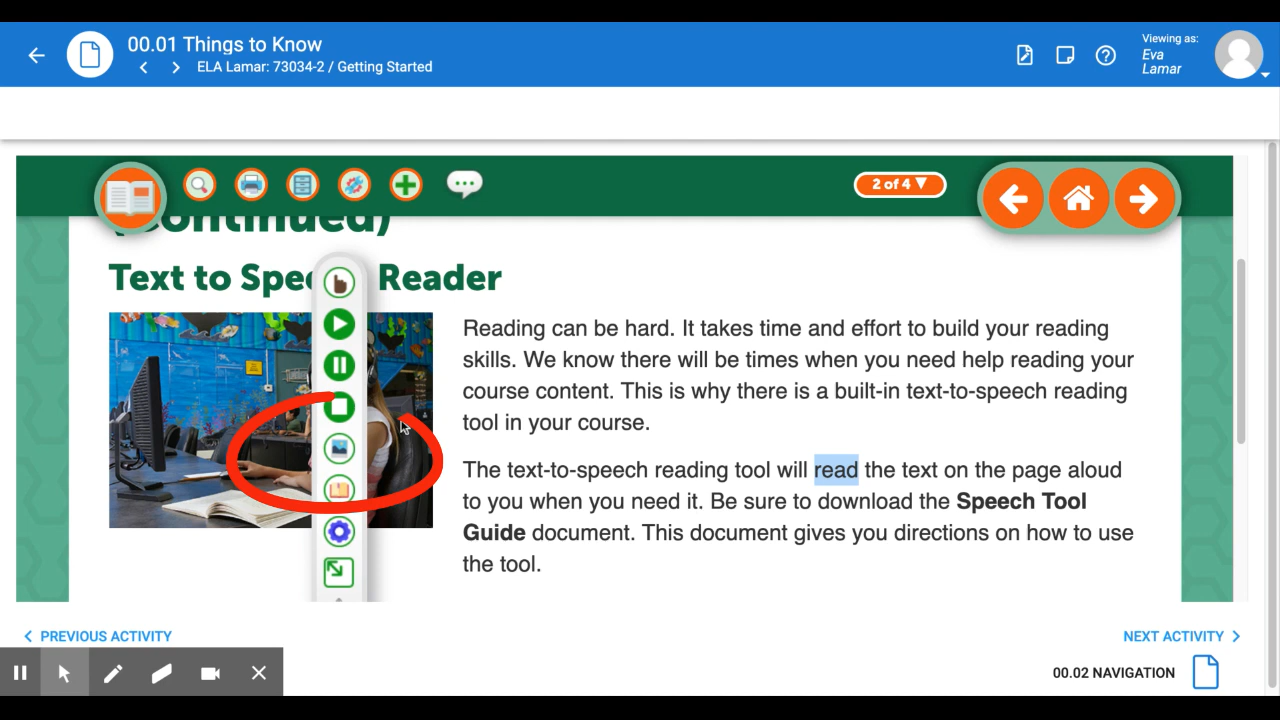 00.01 Things to Know
ELA Lamar: 73034-2 / Getting Started
Viewing as:
Eva
Lamar
2 of 4
(continued)
Text to Spee Reader
Reading can be hard. It takes time and effort to build your reading
skills. We know there will be times when you need help reading your
course content. This is why there is a built-in text-to-speech reading
tool in your course.
The text-to-speech reading tool will read the text on the page aloud
to you when you need it. Be sure to download the Speech Tool
Guide document. This document gives you directions on how to use
the tool.
PREVIOUS ACTIVITY
NEXT ACTIVITY
00.02 NAVIGATION